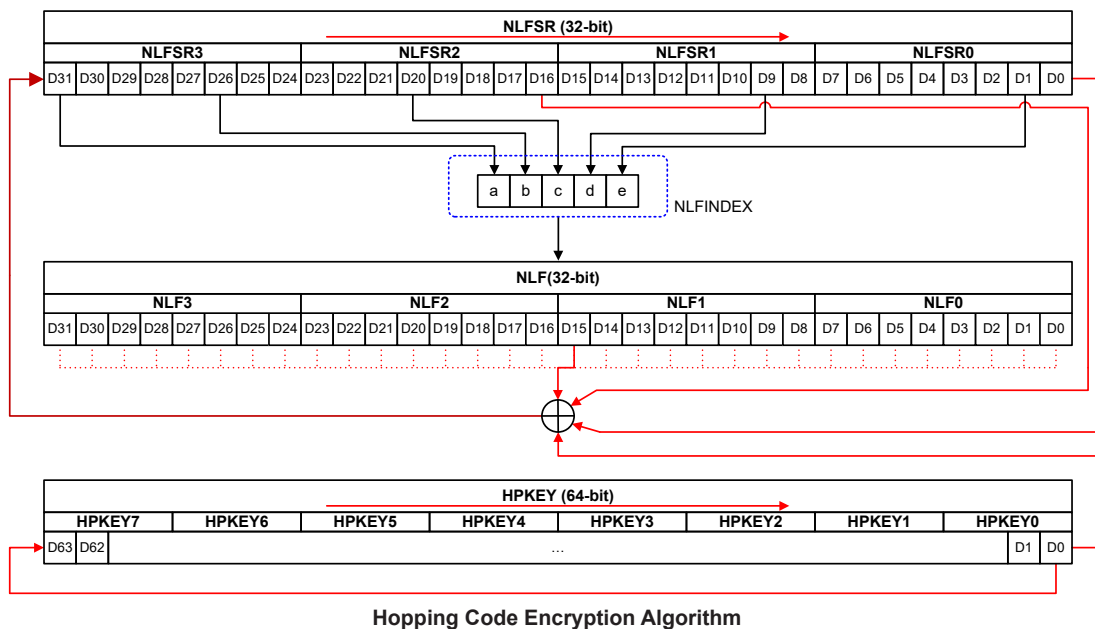 NLFSR (32-bit)
NLFSR3 NLFSR2 NLFSR1 NLFSR0
D31 D30 D29 D28 D27 D26 D25 D24 D23 D22 D21 D20 D19 D18 D17 D16 D15 D14 D13 D12 D11 D10 D9 D8 D7 D6 D5 D4 D3 D2 D1 D0
a b c d e
NLFINDEX
NLF(32-bit)
NLF3 NLF2 NLF1 NLF0
D31 D30 D29 D28 D27 D26 D25 D24 D23 D22 D21 D20 D19 D18 D17 D16 D15 D14 D13 D12 D11 D10 D9 D8 D7 D6 D5 D4 D3 D2 D1 D0
HPKEY (64-bit)
HPKEY7 HPKEY6 HPKEY5 HPKEY4 HPKEY3 HPKEY2 HPKEY1 HPKEY0
D63 D62 ... D1 D0
Hopping Code Encryption Algorithm